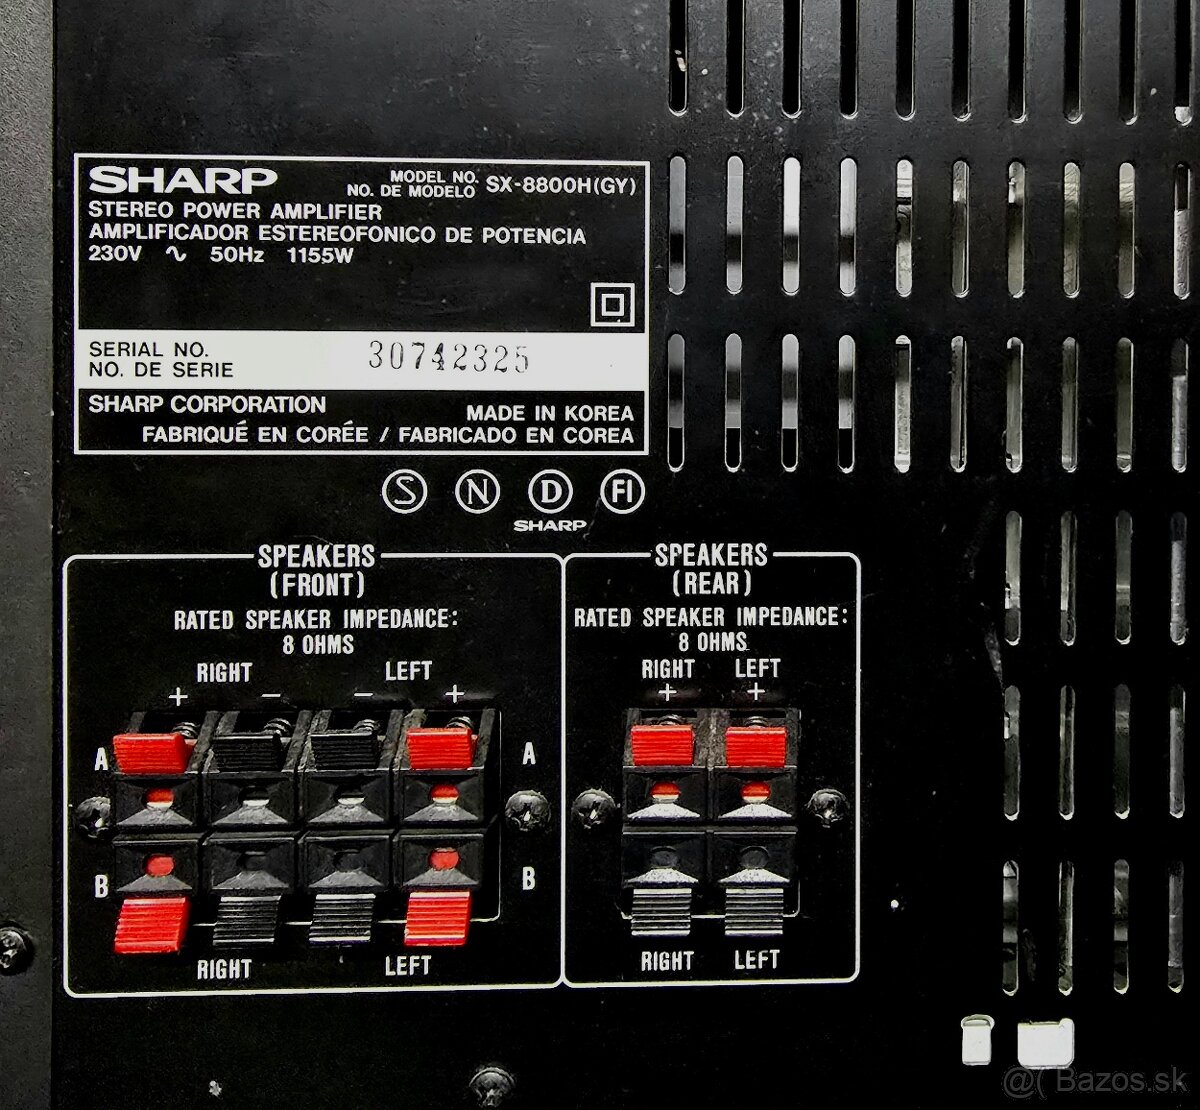 SHARP
MODEL NO.
NO. DE MODELO SX-8800H(GY)
STEREO POWER AMPLIFIER
AMPLIFICADOR ESTEREOFONICO DE POTENCIA
230V ∿ 50Hz 1155W
SERIAL NO.
NO. DE SERIE
30742325
SHARP CORPORATION
MADE IN KOREA
FABRIQUÉ EN CORÉE / FABRICADO EN COREA
S N D FI
SHARP
SPEAKERS
(FRONT)
RATED SPEAKER IMPEDANCE:
8 OHMS
RIGHT LEFT
+ − − +
A A
B B
RIGHT LEFT
SPEAKERS
(REAR)
RATED SPEAKER IMPEDANCE:
8 OHMS
RIGHT LEFT
+ +
RIGHT LEFT
@( Bazos.sk